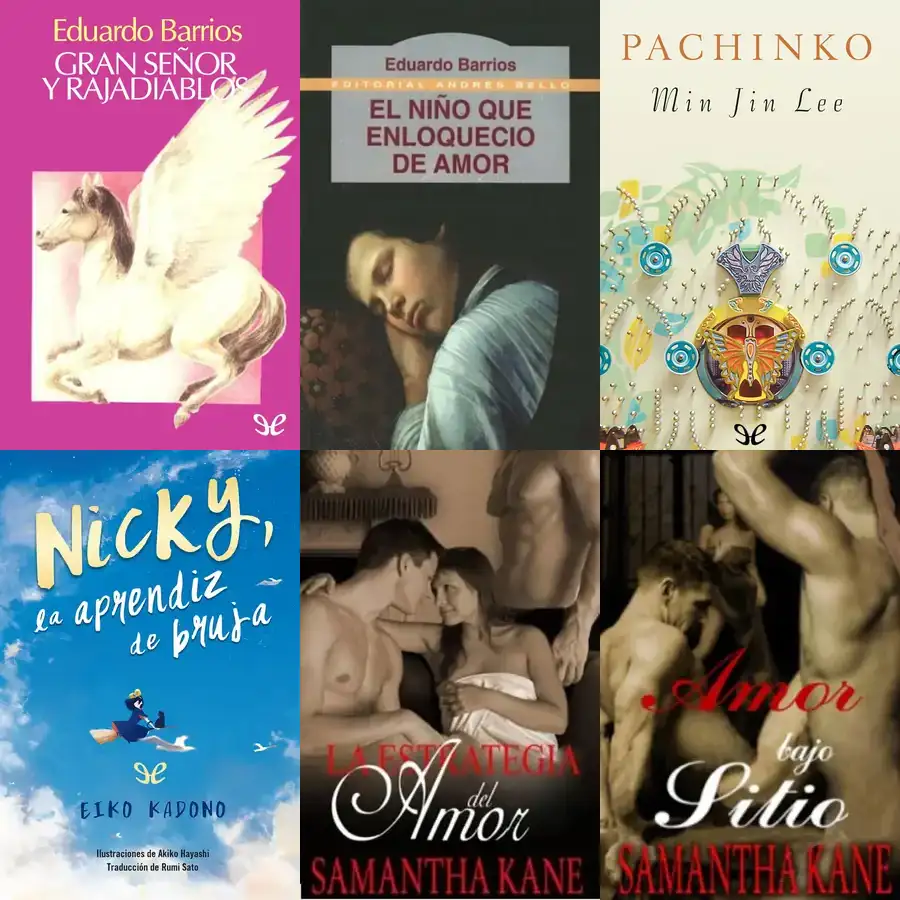 Eduardo Barrios
GRAN SEÑOR
Y RAJADIABLOS
Eduardo Barrios
EDITORIAL ANDRES BELLO
EL NIÑO QUE
ENLOQUECIO
DE AMOR
PACHINKO
Min Jin Lee
Nicky,
la aprendiz
de bruja
EIKO KADONO
Ilustraciones de Akiko Hayashi
Traducción de Rumi Sato
LA ESTRATEGIA
del
Amor
SAMANTHA KANE
Amor
bajo
Sitio
SAMANTHA KANE